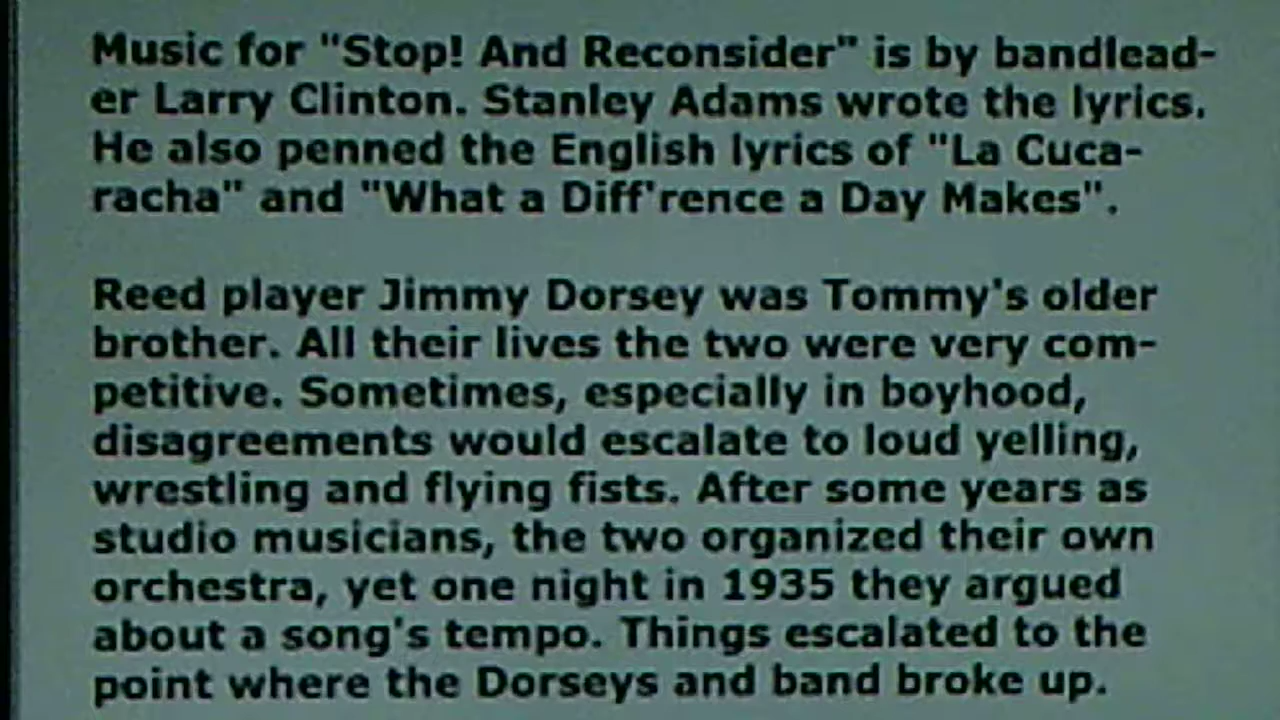 Music for "Stop! And Reconsider" is by bandlead-
er Larry Clinton. Stanley Adams wrote the lyrics.
He also penned the English lyrics of "La Cuca-
racha" and "What a Diff'rence a Day Makes".
Reed player Jimmy Dorsey was Tommy's older
brother. All their lives the two were very com-
petitive. Sometimes, especially in boyhood,
disagreements would escalate to loud yelling,
wrestling and flying fists. After some years as
studio musicians, the two organized their own
orchestra, yet one night in 1935 they argued
about a song's tempo. Things escalated to the
point where the Dorseys and band broke up.